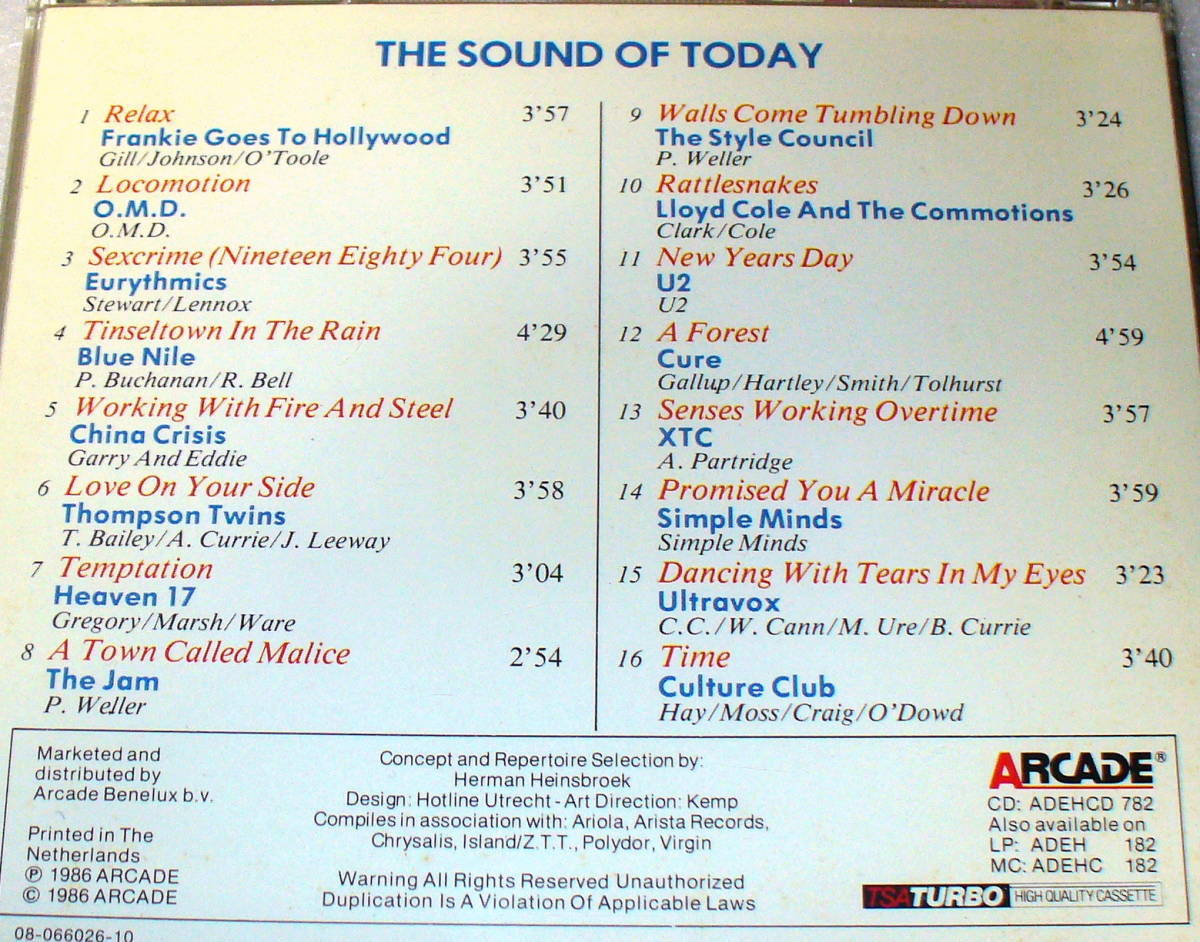 THE SOUND OF TODAY
1 Relax 3'57
Frankie Goes To Hollywood
Gill/Johnson/O'Toole
2 Locomotion 3'51
O.M.D.
O.M.D.
3 Sexcrime (Nineteen Eighty Four) 3'55
Eurythmics
Stewart/Lennox
4 Tinseltown In The Rain 4'29
Blue Nile
P. Buchanan/R. Bell
5 Working With Fire And Steel 3'40
China Crisis
Garry And Eddie
6 Love On Your Side 3'58
Thompson Twins
T. Bailey/A. Currie/J. Leeway
7 Temptation 3'04
Heaven 17
Gregory/Marsh/Ware
8 A Town Called Malice 2'54
The Jam
P. Weller
9 Walls Come Tumbling Down 3'24
The Style Council
P. Weller
10 Rattlesnakes 3'26
Lloyd Cole And The Commotions
Clark/Cole
11 New Years Day 3'54
U2
U2
12 A Forest 4'59
Cure
Gallup/Hartley/Smith/Tolhurst
13 Senses Working Overtime 3'57
XTC
A. Partridge
14 Promised You A Miracle 3'59
Simple Minds
Simple Minds
15 Dancing With Tears In My Eyes 3'23
Ultravox
C.C./W. Cann/M. Ure/B. Currie
16 Time 3'40
Culture Club
Hay/Moss/Craig/O'Dowd
Marketed and
distributed by
Arcade Benelux b.v.
Printed in The
Netherlands
℗ 1986 ARCADE
© 1986 ARCADE
Concept and Repertoire Selection by:
Herman Heinsbroek
Design: Hotline Utrecht - Art Direction: Kemp
Compiles in association with: Ariola, Arista Records,
Chrysalis, Island/Z.T.T., Polydor, Virgin
Warning All Rights Reserved Unauthorized
Duplication Is A Violation Of Applicable Laws
ARCADE®
CD: ADEHCD 782
Also available on
LP: ADEH 182
MC: ADEHC 182
TSATURBO HIGH QUALITY CASSETTE
08-066026-10